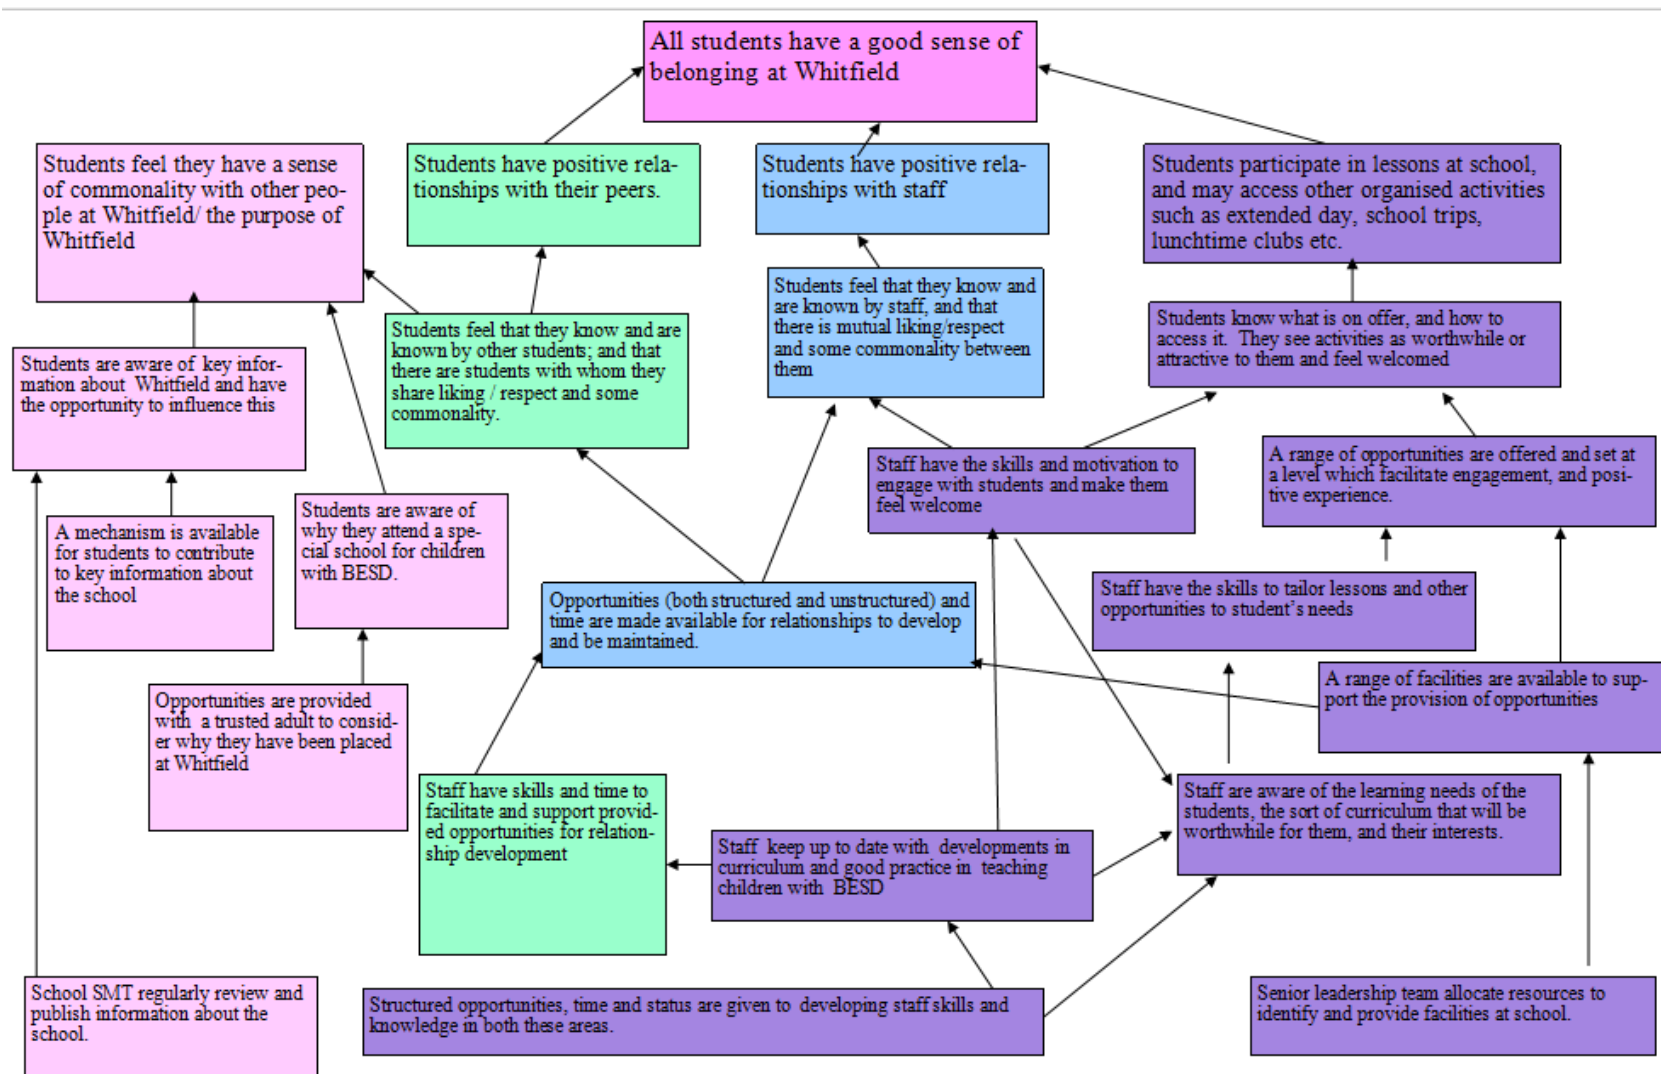 All students have a good sense of
belonging at Whitfield
Students feel they have a sense
of commonality with other peo-
ple at Whitfield/ the purpose of
Whitfield
Students have positive rela-
tionships with their peers.
Students have positive rela-
tionships with staff
Students participate in lessons at school,
and may access other organised activities
such as extended day, school trips,
lunchtime clubs etc.
Students feel that they know and
are known by staff, and that
there is mutual liking/respect
and some commonality between
them
Students know what is on offer, and how to
access it. They see activities as worthwhile or
attractive to them and feel welcomed
Students feel that they know and are
known by other students; and that
there are students with whom they
share liking / respect and some
commonality.
Students are aware of key infor-
mation about Whitfield and have
the opportunity to influence this
Staff have the skills and motivation to
engage with students and make them
feel welcome
A range of opportunities are offered and set at
a level which facilitate engagement, and posi-
tive experience.
A mechanism is available
for students to contribute
to key information about
the school
Students are aware of
why they attend a spe-
cial school for children
with BESD.
Opportunities (both structured and unstructured) and
time are made available for relationships to develop
and be maintained.
Staff have the skills to tailor lessons and other
opportunities to student's needs
A range of facilities are available to sup-
port the provision of opportunities
Opportunities are provided
with a trusted adult to consid-
er why they have been placed
at Whitfield
Staff have skills and time to
facilitate and support provid-
ed opportunities for relation-
ship development
Staff keep up to date with developments in
curriculum and good practice in teaching
children with BESD
Staff are aware of the learning needs of the
students, the sort of curriculum that will be
worthwhile for them, and their interests.
School SMT regularly review and
publish information about the
school.
Structured opportunities, time and status are given to developing staff skills and
knowledge in both these areas.
Senior leadership team allocate resources to
identify and provide facilities at school.